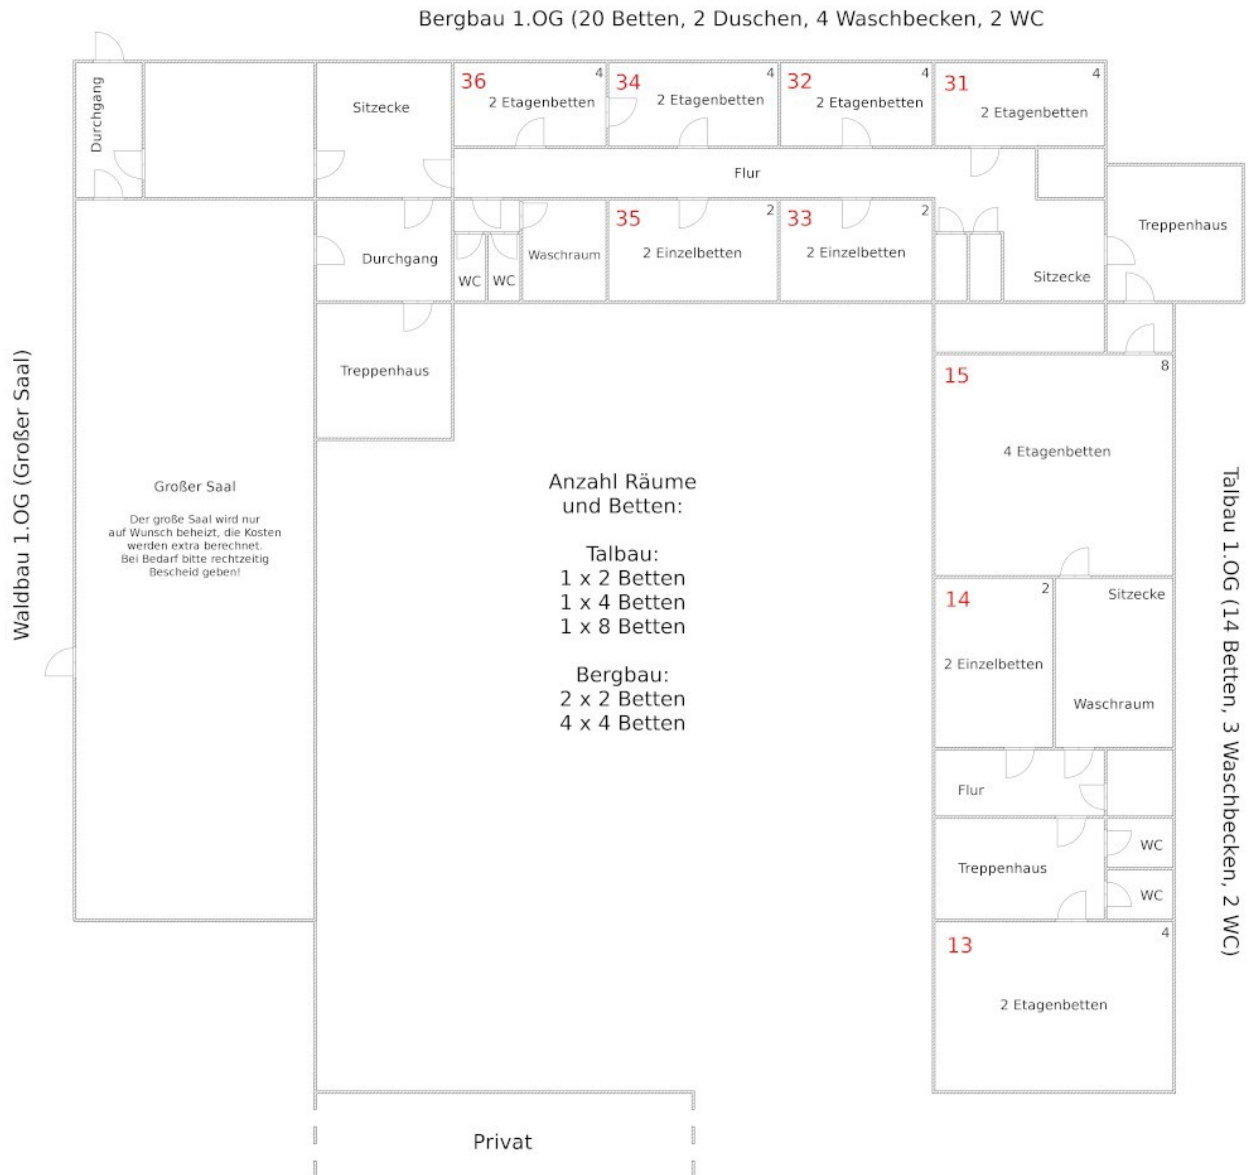 Bergbau 1.OG (20 Betten, 2 Duschen, 4 Waschbecken, 2 WC
Durchgang
Sitzecke
36
4
2 Etagenbetten
34
4
2 Etagenbetten
32
4
2 Etagenbetten
31
4
2 Etagenbetten
Flur
Treppenhaus
Durchgang
WC
WC
Waschraum
35
2
2 Einzelbetten
33
2
2 Einzelbetten
Sitzecke
Treppenhaus
Waldbau 1.OG (Großer Saal)
Großer Saal
Der große Saal wird nur
auf Wunsch beheizt, die Kosten
werden extra berechnet.
Bei Bedarf bitte rechtzeitig
Bescheid geben!
Anzahl Räume
und Betten:
Talbau:
1 x 2 Betten
1 x 4 Betten
1 x 8 Betten
Bergbau:
2 x 2 Betten
4 x 4 Betten
15
8
4 Etagenbetten
14
2
2 Einzelbetten
Sitzecke
Waschraum
Flur
Treppenhaus
WC
WC
13
4
2 Etagenbetten
Talbau 1.OG (14 Betten, 3 Waschbecken, 2 WC)
Privat